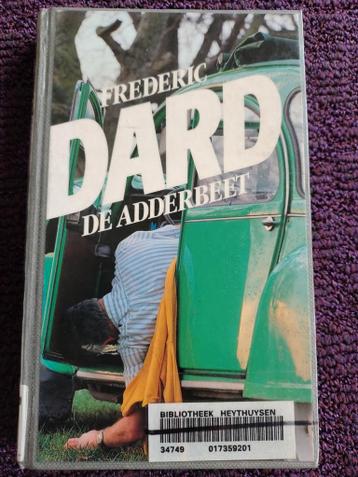 FREDERIC
DARD
DE ADDERBEET
BIBLIOTHEEK HEYTHUYSEN
34749 017359201